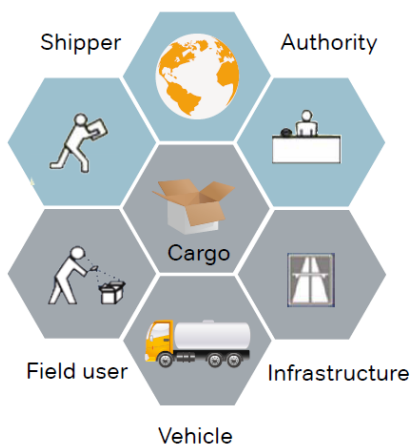 Shipper
Authority
Cargo
Field user
Infrastructure
Vehicle